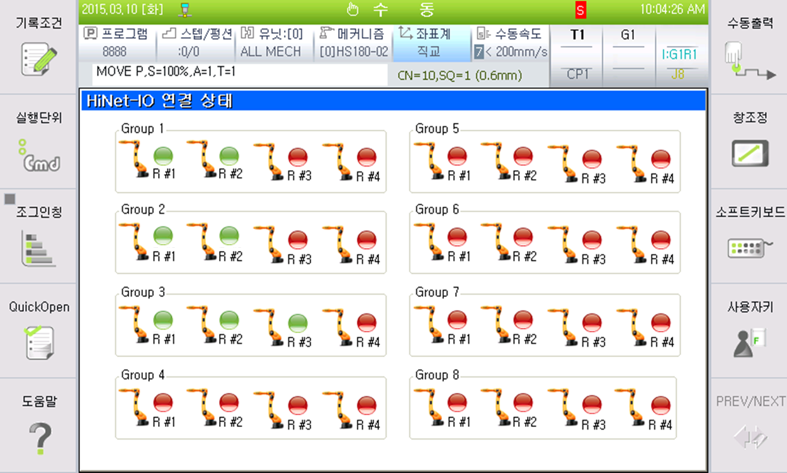 2015.03.10 [화] 수 동 S 10:04:26 AM
기록조건
실행단위
Cmd
조그인칭
QuickOpen
도움말
P 프로그램
8888
스텝/펑션
:0/0
유닛:[0]
ALL MECH
메커니즘
[0]HS180-02
좌표계
직교
수동속도
7< 200mm/s
T1
CP1
G1
I:G1R1
J8
MOVE P,S=100%,A=1,T=1
CN=10,SQ=1 (0.6mm)
HiNet-IO 연결 상태
Group 1
R #1 R #2 R #3 R #4
Group 5
R #1 R #2 R #3 R #4
Group 2
R #1 R #2 R #3 R #4
Group 6
R #1 R #2 R #3 R #4
Group 3
R #1 R #2 R #3 R #4
Group 7
R #1 R #2 R #3 R #4
Group 4
R #1 R #2 R #3 R #4
Group 8
R #1 R #2 R #3 R #4
수동출력
창조정
소프트키보드
사용자키
F
PREV/NEXT